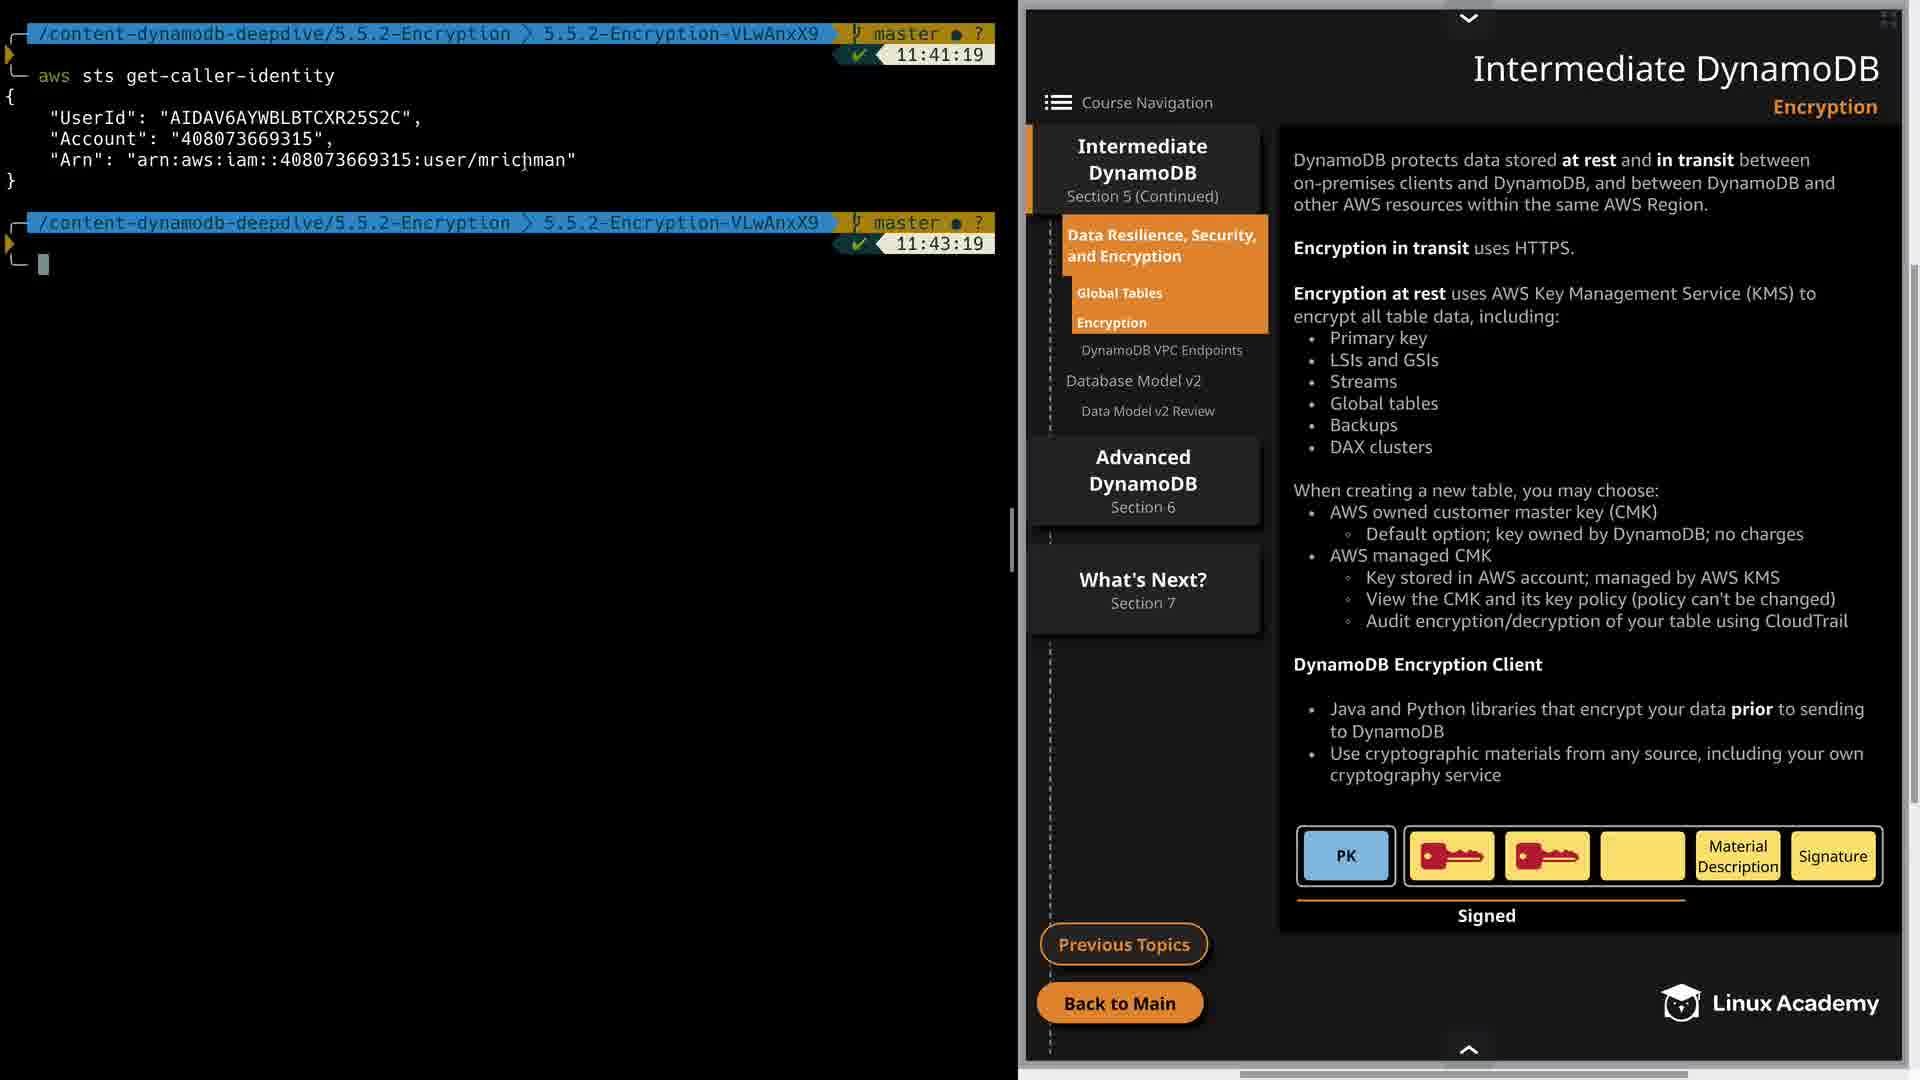 /content-dynamodb-deepdive/5.5.2-Encryption 5.5.2-Encryption-VLwAnxX9 master ● ?
✔ 11:41:19
aws sts get-caller-identity
{
"UserId": "AIDAV6AYWBLBTCXR25S2C",
"Account": "408073669315",
"Arn": "arn:aws:iam::408073669315:user/mrichman"
}
/content-dynamodb-deepdive/5.5.2-Encryption 5.5.2-Encryption-VLwAnxX9 master ● ?
✔ 11:43:19
Intermediate DynamoDB
Encryption
Course Navigation
Intermediate
DynamoDB
Section 5 (Continued)
Data Resilience, Security,
and Encryption
Global Tables
Encryption
DynamoDB VPC Endpoints
Database Model v2
Data Model v2 Review
Advanced
DynamoDB
Section 6
What's Next?
Section 7
Previous Topics
Back to Main
DynamoDB protects data stored at rest and in transit between
on-premises clients and DynamoDB, and between DynamoDB and
other AWS resources within the same AWS Region.
Encryption in transit uses HTTPS.
Encryption at rest uses AWS Key Management Service (KMS) to
encrypt all table data, including:
• Primary key
• LSIs and GSIs
• Streams
• Global tables
• Backups
• DAX clusters
When creating a new table, you may choose:
• AWS owned customer master key (CMK)
◦ Default option; key owned by DynamoDB; no charges
• AWS managed CMK
◦ Key stored in AWS account; managed by AWS KMS
◦ View the CMK and its key policy (policy can't be changed)
◦ Audit encryption/decryption of your table using CloudTrail
DynamoDB Encryption Client
• Java and Python libraries that encrypt your data prior to sending
to DynamoDB
• Use cryptographic materials from any source, including your own
cryptography service
PK
Material
Description
Signature
Signed
Linux Academy